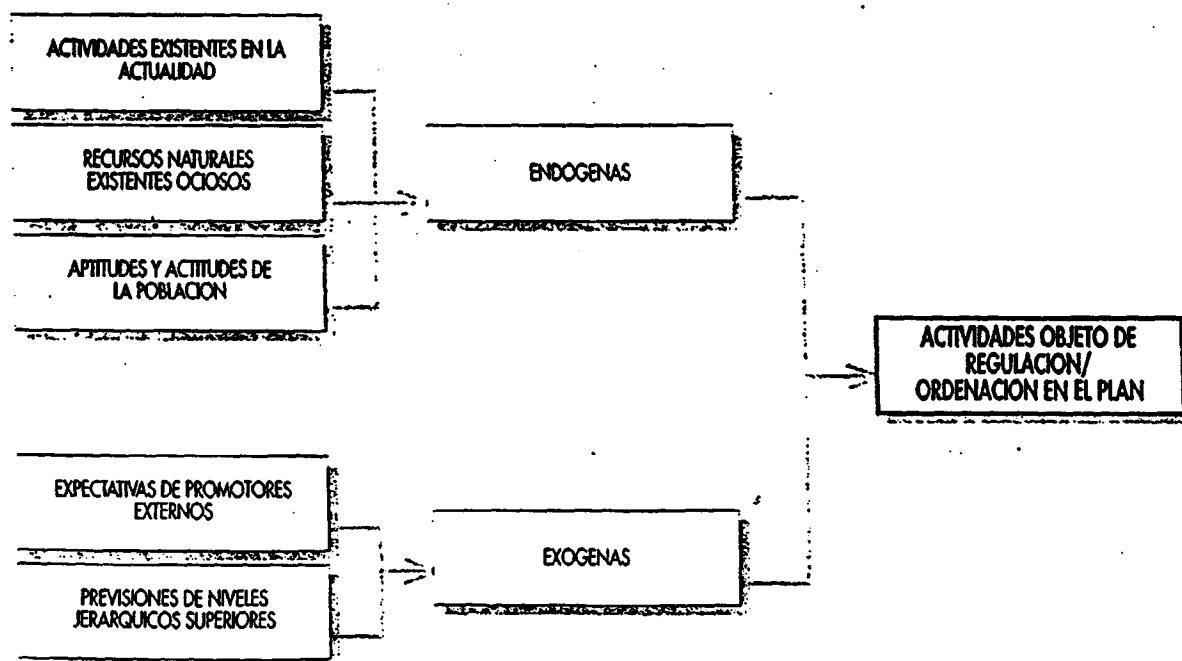 ACTIVIDADES EXISTENTES EN LA
ACTUALIDAD
RECURSOS NATURALES
EXISTENTES OCIOSOS
APTITUDES Y ACTITUDES DE
LA POBLACION
ENDOGENAS
ACTIVIDADES OBJETO DE
REGULACION/
ORDENACION EN EL PLAN
EXPECTATIVAS DE PROMOTORES
EXTERNOS
PREVISIONES DE NIVELES
JERARQUICOS SUPERIORES
EXOGENAS